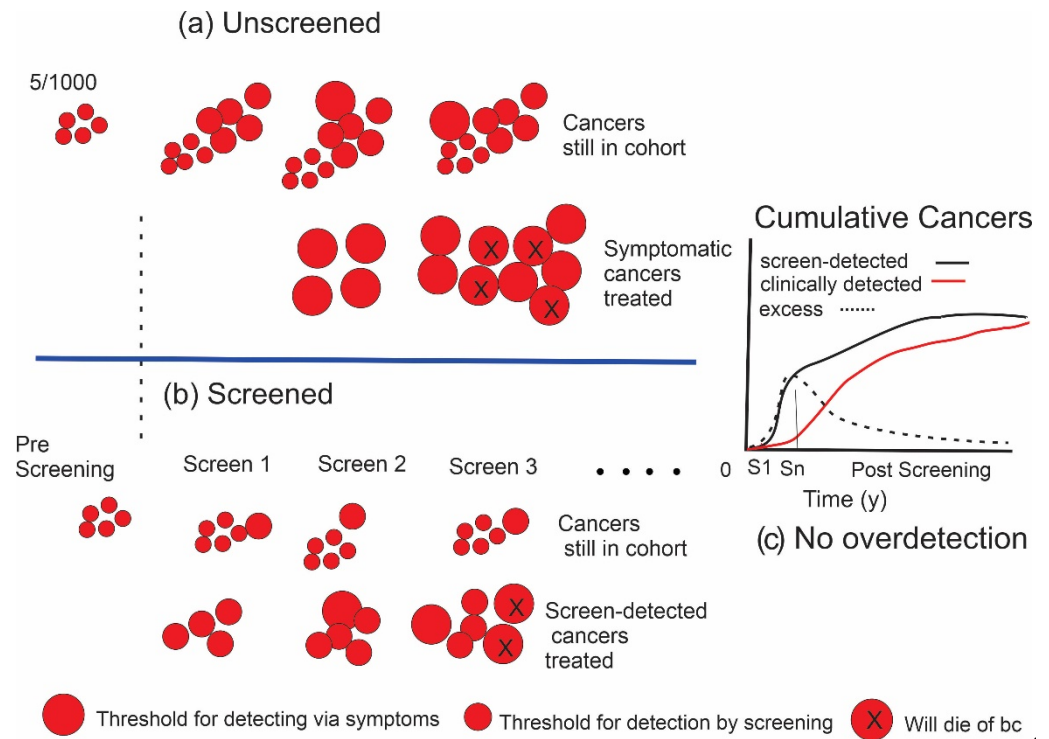 (a) Unscreened
5/1000
Cancers
still in cohort
X X
X
X
Symptomatic
cancers
treated
(b) Screened
Pre
Screening
Screen 1
Screen 2
Screen 3
Cancers
still in cohort
X
X
Screen-detected
cancers
treated
Cumulative Cancers
screen-detected
clinically detected
excess
0
S1 Sn Post Screening
Time (y)
(c) No overdetection
Threshold for detecting via symptoms
Threshold for detection by screening
X Will die of bc